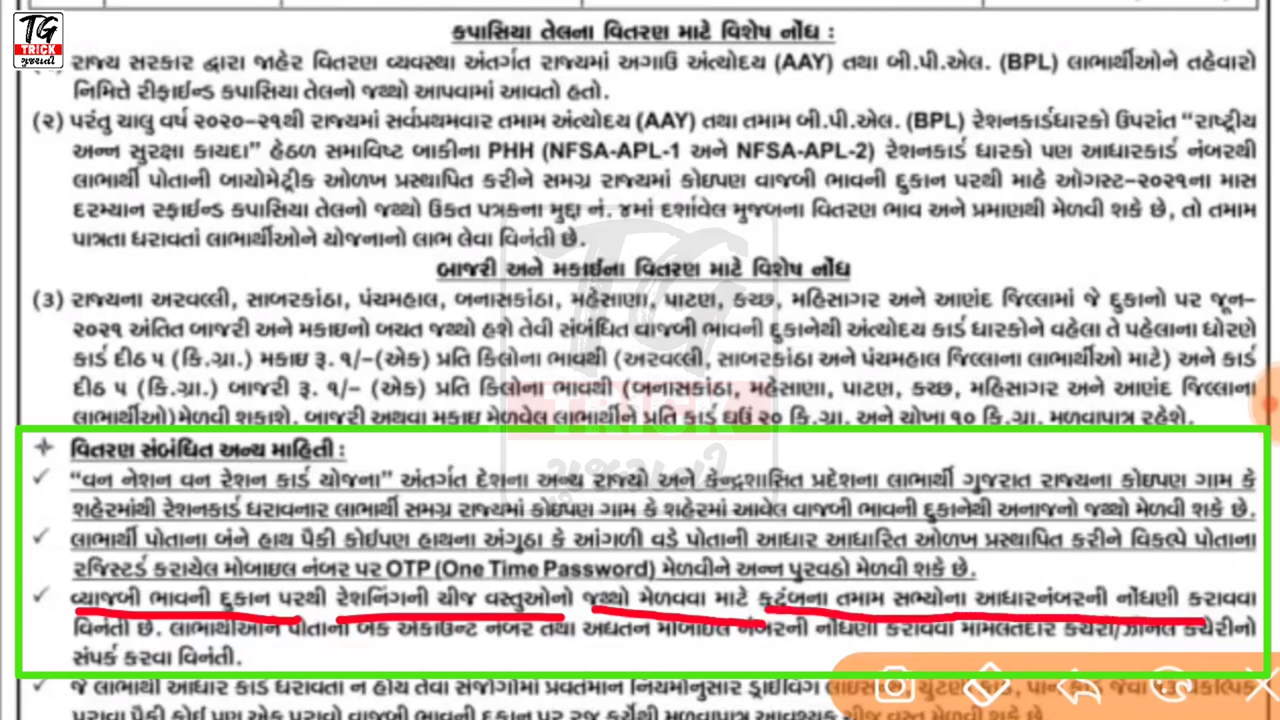 TG
TRICK
ગુજરાતી
કપાસિયા તેલના વિતરણ માટે વિશેષ નોંધ :
રાજ્ય સરકાર દ્વારા જાહેર વિતરણ વ્યવસ્થા અંતર્ગત રાજ્યમાં અગાઉ અંત્યોદય (AAY) તથા બી.પી.એલ. (BPL) લાભાર્થીઓને તહેવારો
નિમિત્તે રીફાઈન્ડ કપાસિયા તેલનો જથ્થો આપવામાં આવતો હતો.
(૨) પરંતુ ચાલુ વર્ષ ૨૦૨૦-૨૧થી રાજ્યમાં સર્વપ્રથમવાર તમામ અંત્યોદય (AAY) તથા તમામ બી.પી.એલ. (BPL) રેશનકાર્ડધારકો ઉપરાંત “રાષ્ટ્રીય
અન્ન સુરક્ષા કાયદા” હેઠળ સમાવિષ્ટ બાકીના PHH (NFSA-APL-1 અને NFSA-APL-2) રેશનકાર્ડ ધારકો પણ આધારકાર્ડ નંબરથી
લાભાર્થી પોતાની બાયોમેટ્રીક ઓળખ પ્રસ્થાપિત કરીને સમગ્ર રાજ્યમાં કોઇપણ વાજબી ભાવની દુકાન પરથી માહે ઓગસ્ટ-૨૦૨૧ના માસ
દરમ્યાન રફાઈન્ડ કપાસિયા તેલનો જથ્થો ઉક્ત પત્રકના મુદ્દા નં. ૪માં દર્શાવેલ મુજબના વિતરણ ભાવ અને પ્રમાણથી મેળવી શકે છે, તો તમામ
પાત્રતા ધરાવતાં લાભાર્થીઓને યોજનાનો લાભ લેવા વિનંતી છે.
બાજરી અને મકાઈના વિતરણ માટે વિશેષ નોંધ
(૩) રાજ્યના અરવલ્લી, સાબરકાંઠા, પંચમહાલ, બનાસકાંઠા, મહેસાણા, પાટણ, કચ્છ, મહિસાગર અને આણંદ જિલ્લામાં જે દુકાનો પર જૂન-
૨૦૨૧ અંતિત બાજરી અને મકાઇનો બચત જથ્થો હશે તેવી સંબંધિત વાજબી ભાવની દુકાનેથી અંત્યોદય કાર્ડ ધારકોને વહેલા તે પહેલાના ધોરણે
કાર્ડ દીઠ ૫ (કિ.ગ્રા.) મકાઇ રૂ. ૧/-(એક) પ્રતિ કિલોના ભાવથી (અરવલ્લી, સાબરકાંઠા અને પંચમહાલ જિલ્લાના લાભાર્થીઓ માટે) અને કાર્ડ
દીઠ ૫ (કિ.ગ્રા.) બાજરી રૂ. ૧/- (એક) પ્રતિ કિલોના ભાવથી (બનાસકાંઠા, મહેસાણા, પાટણ, કચ્છ, મહિસાગર અને આણંદ જિલ્લાના
લાભાર્થીઓ) મેળવી શકાશે. બાજરી અથવા મકાઇ મેળવેલ લાભાર્થીને પ્રતિ કાર્ડ ઘઉં ૨૦ કિ.ગ્રા. અને ચોખા ૧૦ કિ.ગ્રા. મળવાપાત્ર રહેશે.
વિતરણ સંબંધિત અન્ય માહિતી :
✓ “વન નેશન વન રેશન કાર્ડ યોજના” અંતર્ગત દેશના અન્ય રાજ્યો અને કેન્દ્રશાસિત પ્રદેશના લાભાર્થી ગુજરાત રાજ્યના કોઇપણ ગામ કે
શહેરમાંથી રેશનકાર્ડ ધરાવનાર લાભાર્થી સમગ્ર રાજ્યમાં કોઇપણ ગામ કે શહેરમાં આવેલ વાજબી ભાવની દુકાનેથી અનાજનો જથ્થો મેળવી શકે છે.
✓ લાભાર્થી પોતાના બંને હાથ પૈકી કોઈપણ હાથના અંગુઠા કે આંગળી વડે પોતાની આધાર આધારિત ઓળખ પ્રસ્થાપિત કરીને વિકલ્પે પોતાના
રજિસ્ટર્ડ કરાયેલ મોબાઇલ નંબર પર OTP (One Time Password) મેળવીને અન્ન પુરવઠો મેળવી શકે છે.
✓ વ્યાજબી ભાવની દુકાન પરથી રેશનિંગની ચીજ વસ્તુઓનો જથ્થો મેળવવા માટે કુટુંબના તમામ સભ્યોના આધારનંબરની નોંધણી કરાવવા
વિનંતી છે. લાભાર્થીઓને પોતાના બેંક એકાઉન્ટ નંબર તથા અદ્યતન મોબાઇલ નંબરની નોંધણી કરાવવા મામલતદાર કચેરી/ઝોનલ કચેરીનો
સંપર્ક કરવા વિનંતી.
✓ જે લાભાર્થી આધાર કાર્ડ ધરાવતા ન હોય તેવા સંજોગોમાં પ્રવર્તમાન નિયમોનુસાર ડ્રાઈવિંગ